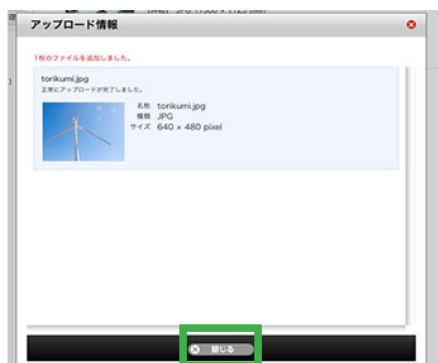 アップロード情報
1枚のファイルを追加しました。
torikumi.jpg
正常にアップロードが完了しました。
名称 torikumi.jpg
種類 JPG
サイズ 640 × 480 pixel
閉じる